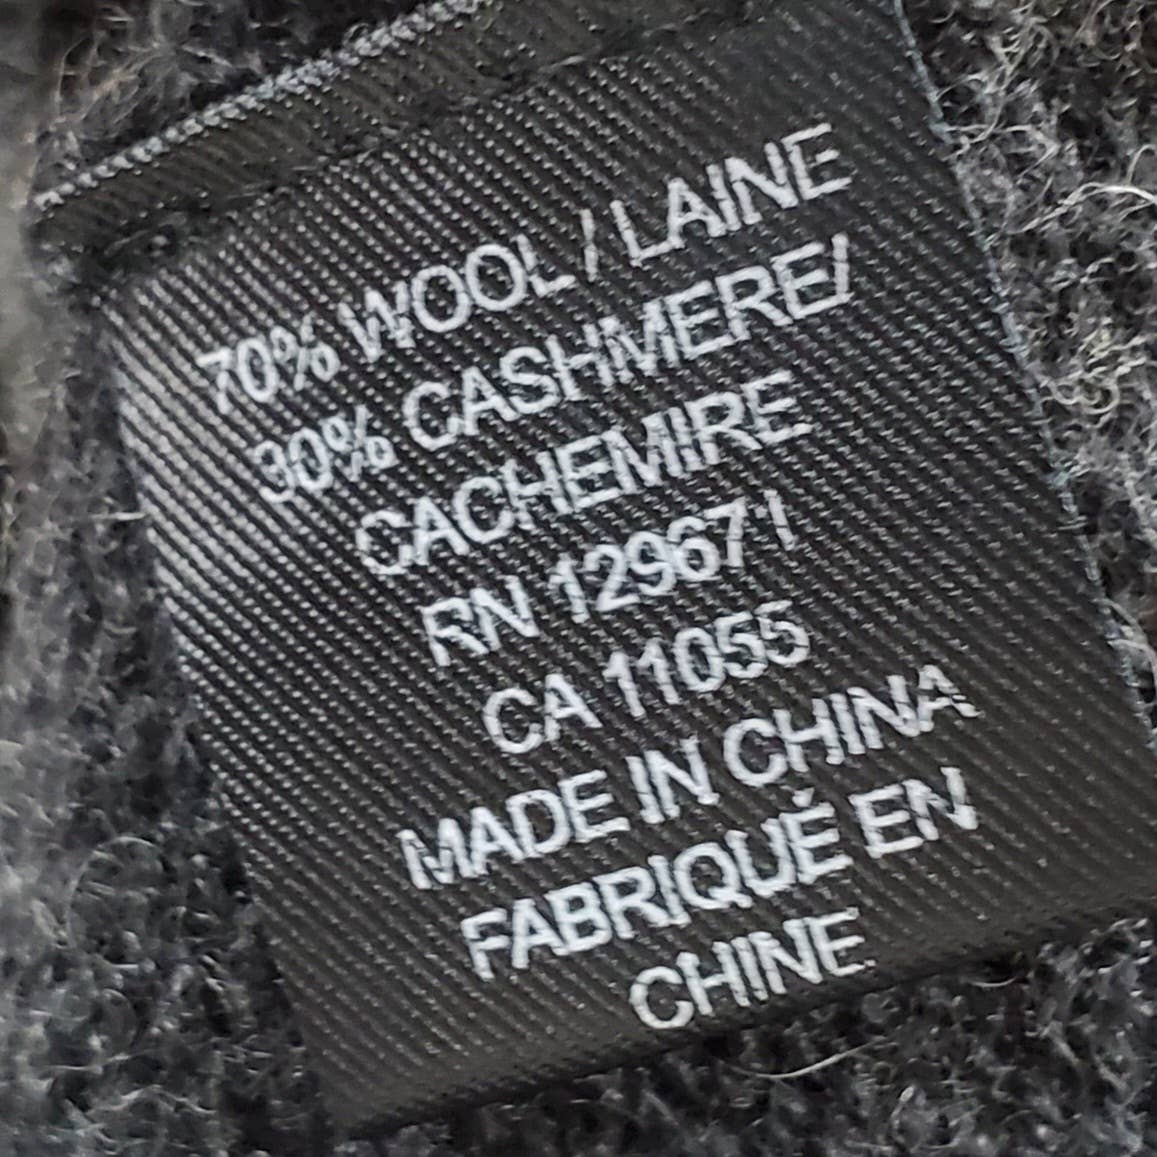 70% WOOL / LAINE
30% CASHMERE/
CACHEMIRE
RN 129671
CA 11055
MADE IN CHINA
FABRIQUÉ EN
CHINE